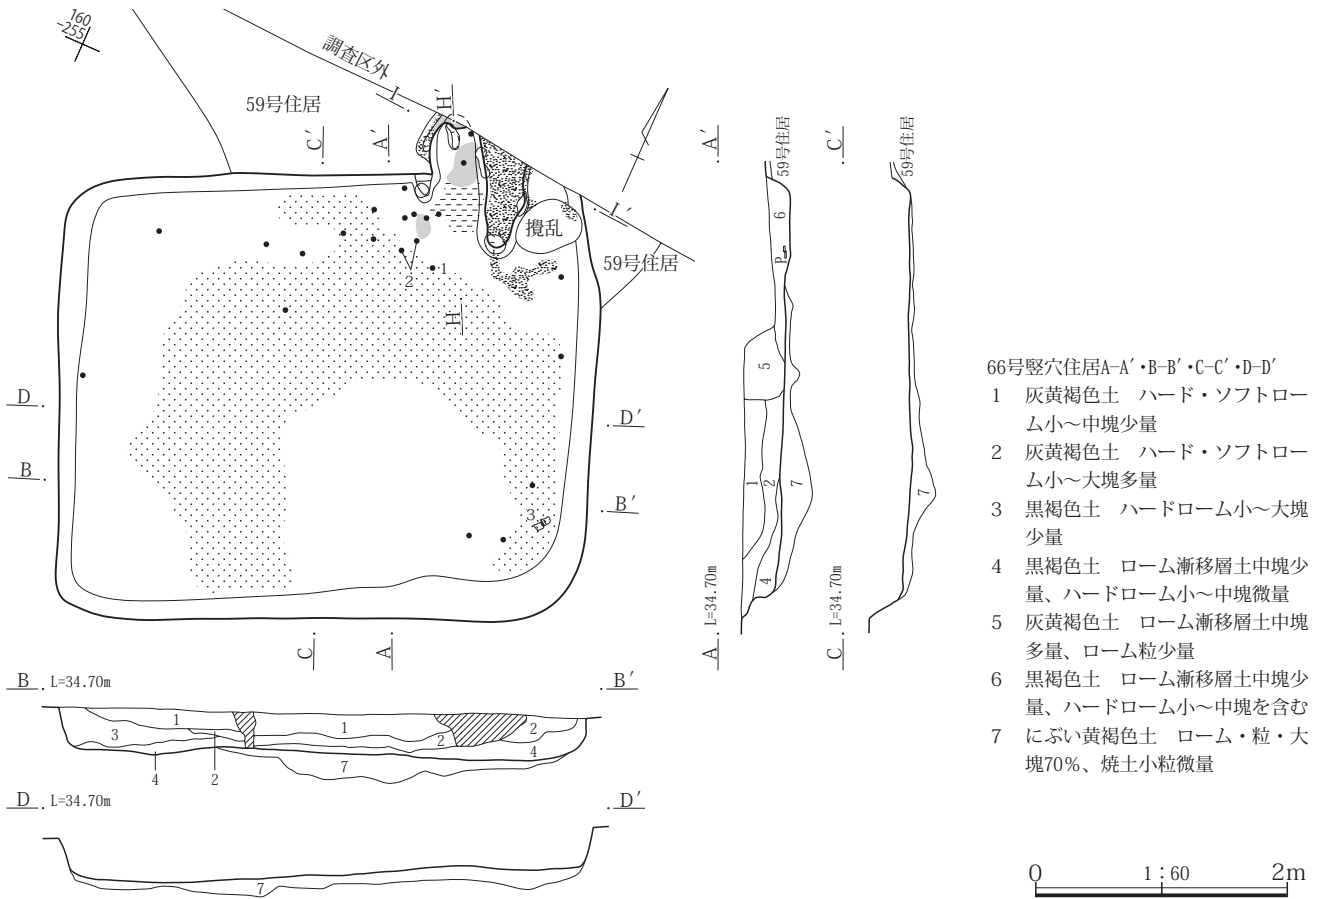 160
-255
調査区外
I
H′
59号住居
C′
A′
A′
59号住居
C′
59号住居
I′
撹乱
59号住居
1
2
H
6
P
5
1
2
7
4
7
D
D′
B
B′
3
C
A
A L=34.70m
C L=34.70m
66号竪穴住居A-A′・B-B′・C-C′・D-D′
1 灰黄褐色土 ハード・ソフトロー
ム小～中塊少量
2 灰黄褐色土 ハード・ソフトロー
ム小～大塊多量
3 黒褐色土 ハードローム小～大塊
少量
4 黒褐色土 ローム漸移層土中塊少
量、ハードローム小～中塊微量
5 灰黄褐色土 ローム漸移層土中塊
多量、ローム粒少量
6 黒褐色土 ローム漸移層土中塊少
量、ハードローム小～中塊を含む
7 にぶい黄褐色土 ローム・粒・大
塊70％、焼土小粒微量
B L=34.70m
B′
1
1
2
3
2
4
7
4
2
D L=34.70m
D′
7
0
1：60
2m